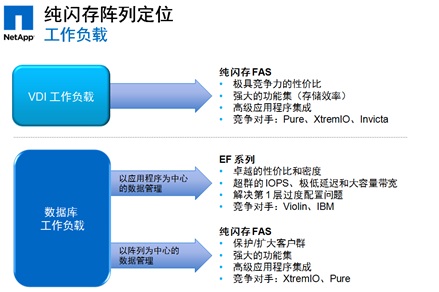 NetApp
纯闪存阵列定位
工作负载
VDI 工作负载
纯闪存 FAS
• 极具竞争力的性价比
• 强大的功能集（存储效率）
• 高级应用程序集成
• 竞争对手：Pure、XtremIO、Invicta
数据库
工作负载
以应用程序为中心
的数据管理
EF 系列
• 卓越的性价比和密度
• 超群的 IOPS、极低延迟和大容量带宽
• 解决第 1 层过度配置问题
• 竞争对手：Violin、IBM
以阵列为中心的
数据管理
纯闪存 FAS
• 保护/扩大客户群
• 强大的功能集
• 高级应用程序集成
• 竞争对手：XtremIO、Pure